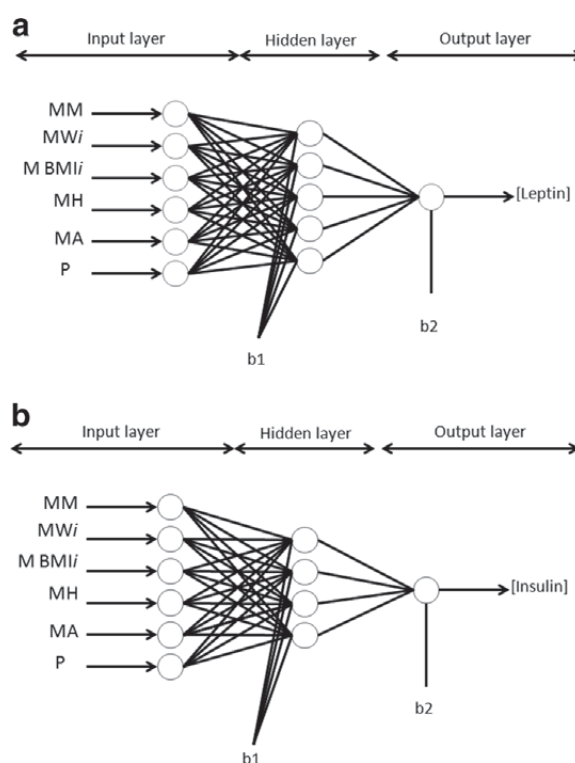 a
Input layer Hidden layer Output layer
MM
MWi
M BMIi
MH
MA
P
[Leptin]
b1
b2
b
Input layer Hidden layer Output layer
MM
MWi
M BMIi
MH
MA
P
[Insulin]
b1
b2